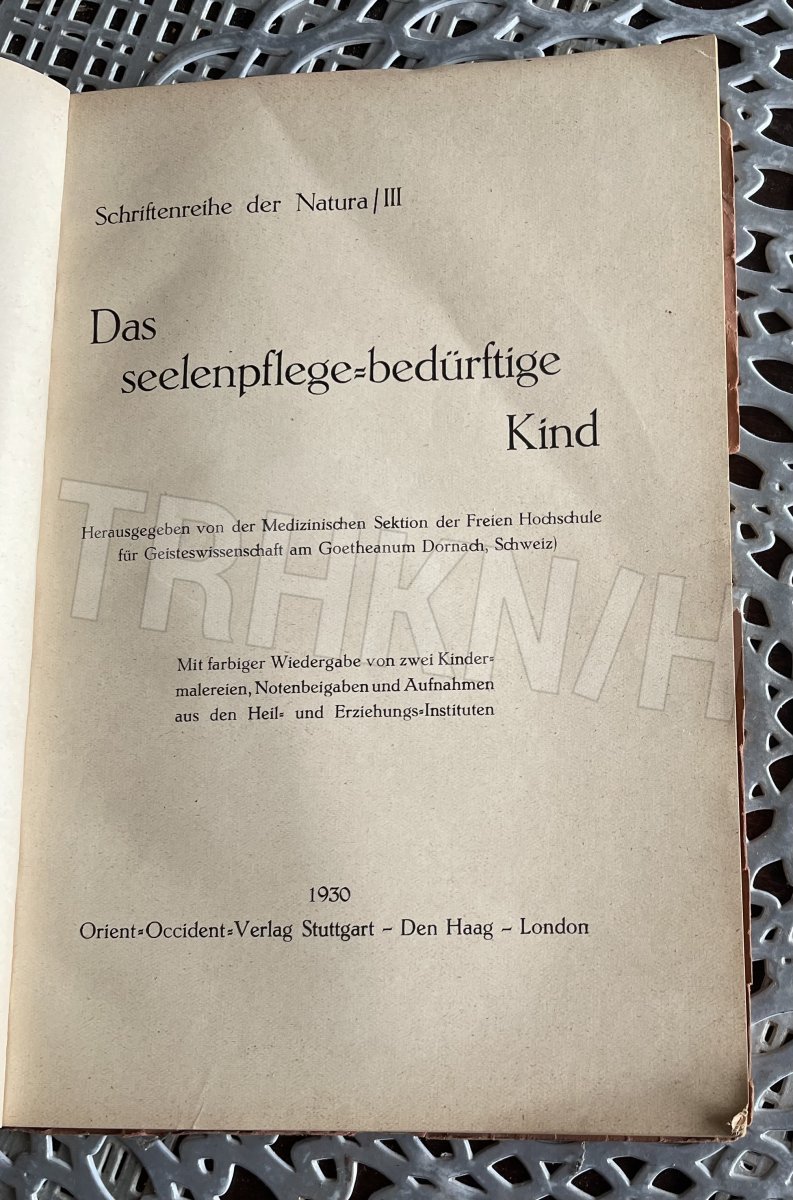 Schriftenreihe der Natura/III
Das
seelenpflege=bedürftige
Kind
Herausgegeben von der Medizinischen Sektion der Freien Hochschule
für Geisteswissenschaft am Goetheanum Dornach, Schweiz)
TRHKN/H
Mit farbiger Wiedergabe von zwei Kinder=
malereien, Notenbeigaben und Aufnahmen
aus den Heil= und Erziehungs=Instituten
1930
Orient=Occident=Verlag Stuttgart – Den Haag – London